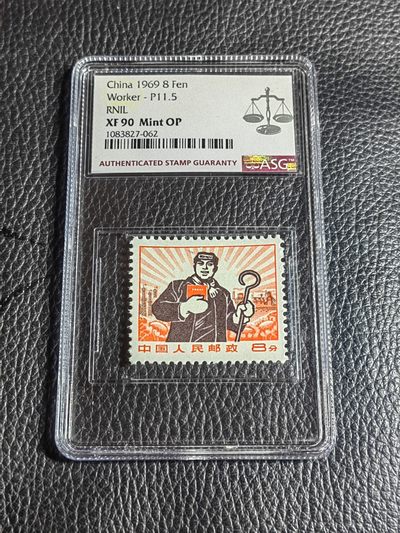 China 1969 8 Fen
Worker - P11.5
RNIL
XF 90 Mint OP
1083827-062
AUTHENTICATED STAMP GUARANTY
ASG™
中国人民邮政 8分